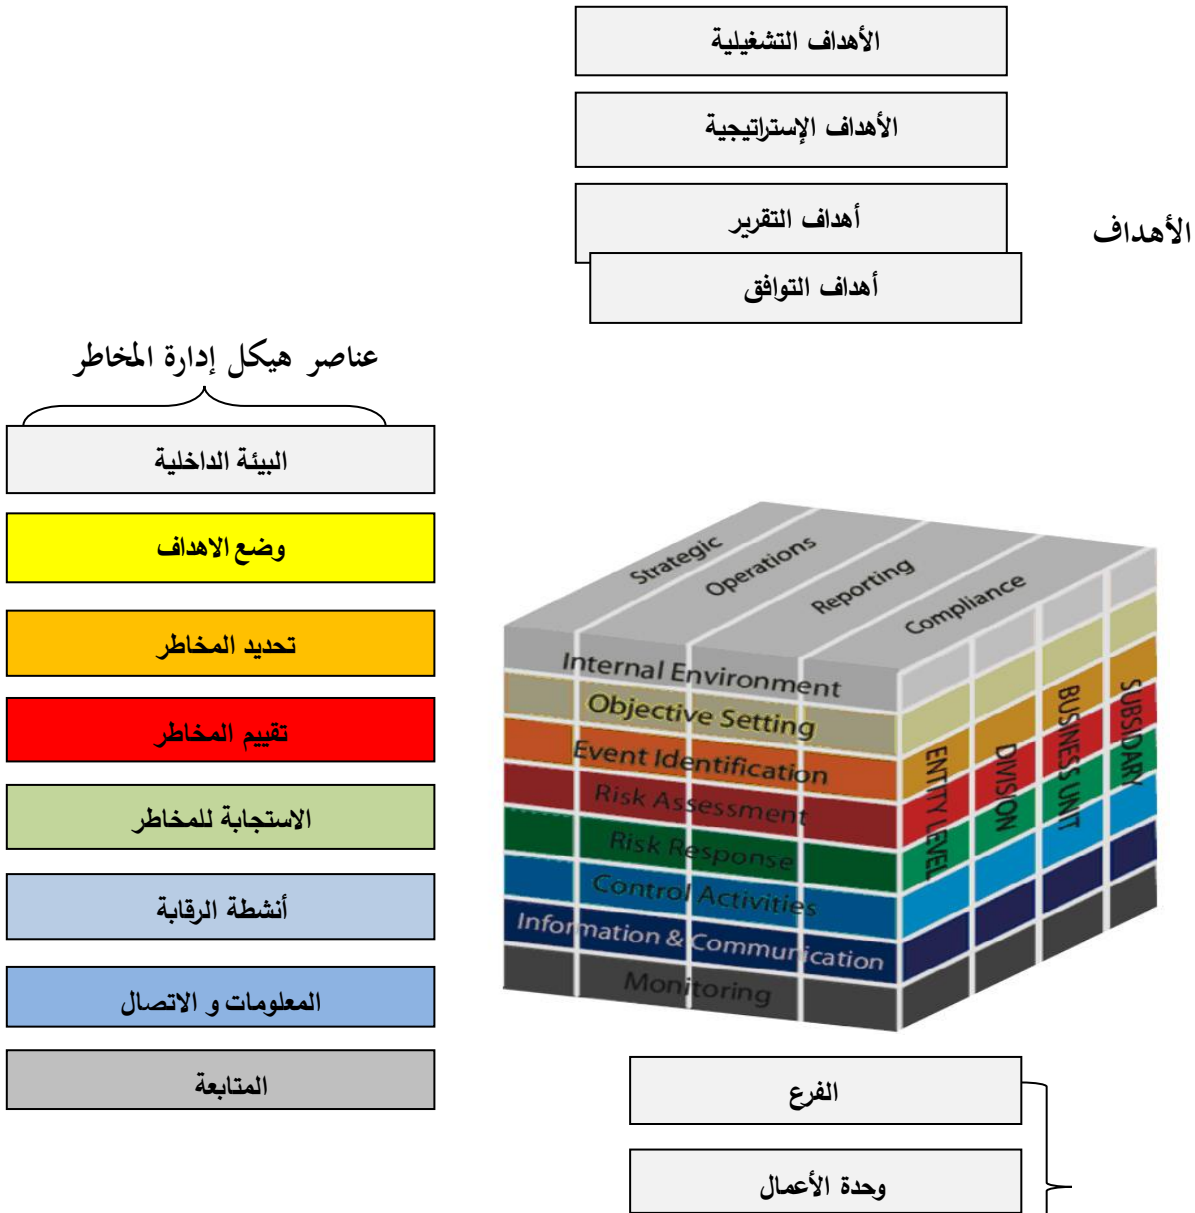 الأهداف التشغيلية
الأهداف الإستراتيجية
أهداف التقرير
الأهداف
أهداف التوافق
عناصر هيكل إدارة المخاطر
البيئة الداخلية
وضع الاهداف
تحديد المخاطر
تقييم المخاطر
الاستجابة للمخاطر
أنشطة الرقابة
المعلومات و الاتصال
المتابعة
Strategic
Operations
Reporting
Compliance
Internal Environment
Objective Setting
Event Identification
Risk Assessment
Risk Response
Control Activities
Information & Communication
Monitoring
ENTITY LEVEL
DIVISION
BUSINESS UNIT
SUBSIDARY
الفرع
وحدة الأعمال